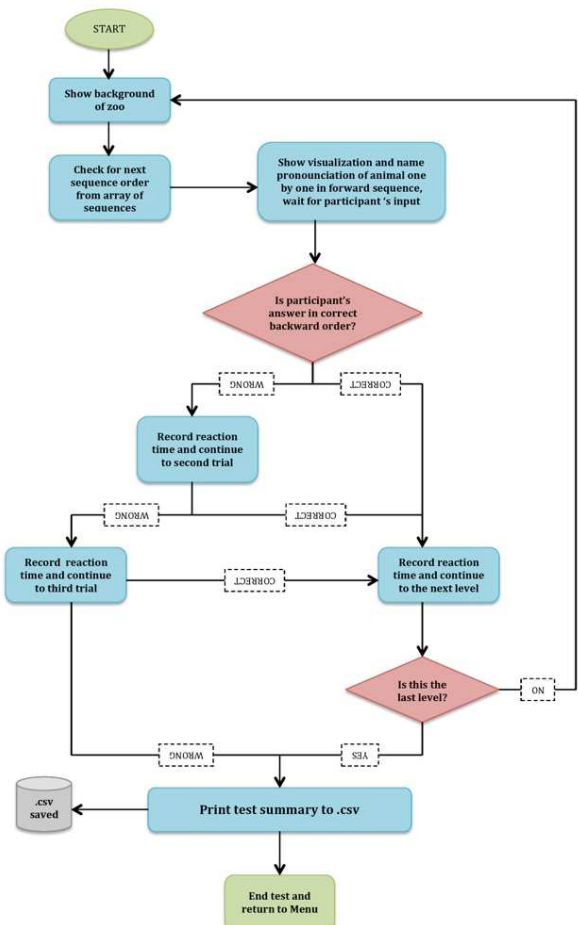 START
Show background
of zoo
Check for next
sequence order
from array of
sequences
Show visualization and name
pronounciation of animal one
by one in forward sequence,
wait for participant 's input
Is participant's
answer in correct
backward order?
WRONG
CORRECT
Record reaction
time and continue
to second trial
WRONG
CORRECT
Record reaction
time and continue
to third trial
CORRECT
Record reaction
time and continue
to the next level
Is this the
last level?
NO
WRONG
YES
.csv
saved
Print test summary to .csv
End test and
return to Menu